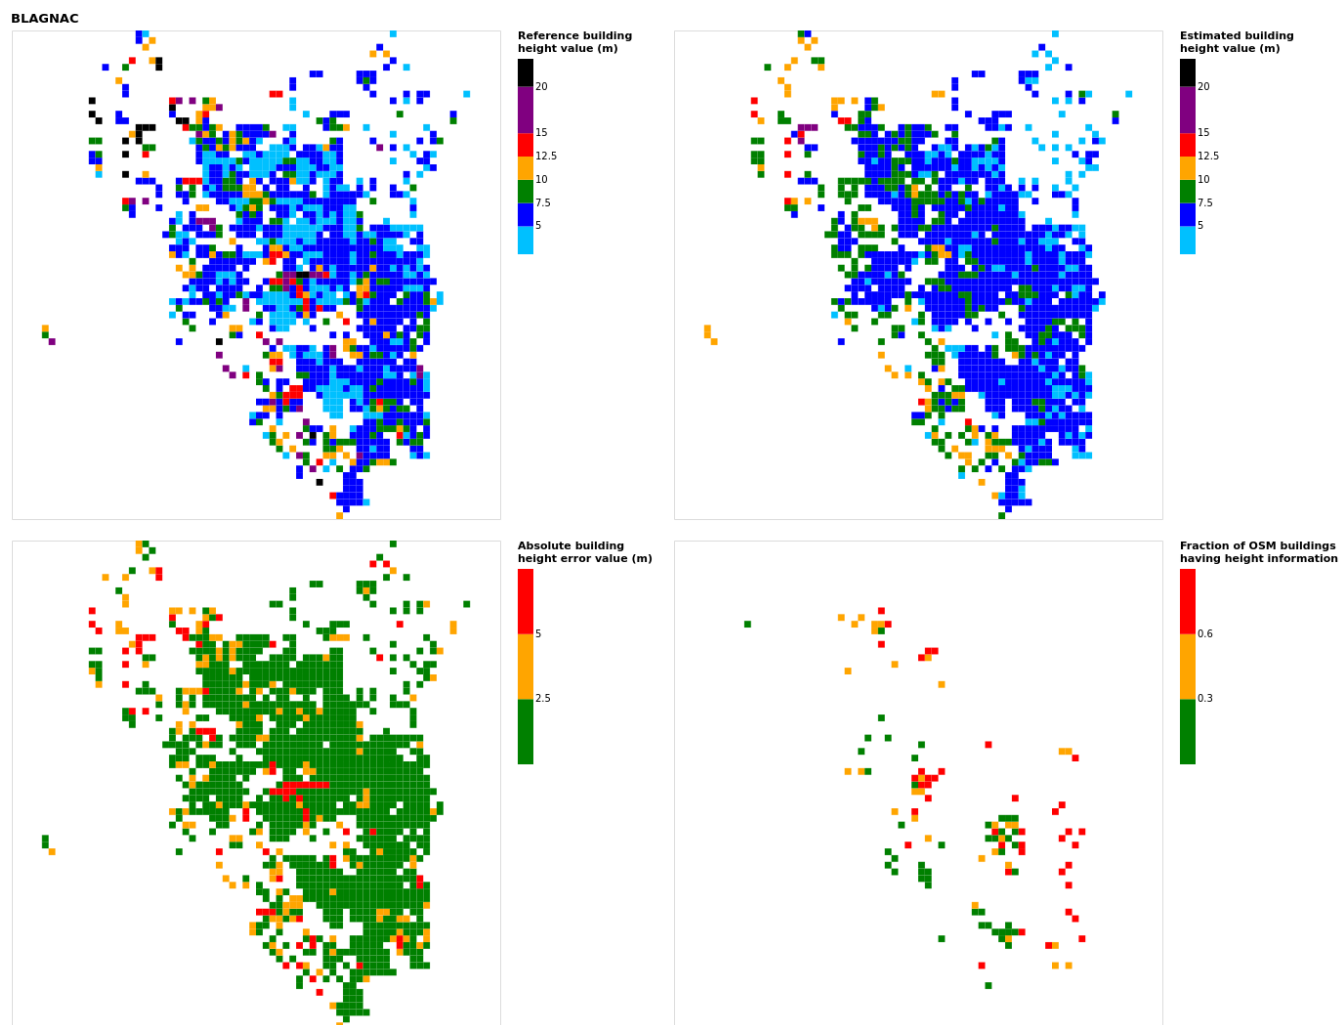 BLAGNAC
Reference building
height value (m)
20
15
12.5
10
7.5
5
Estimated building
height value (m)
20
15
12.5
10
7.5
5
Absolute building
height error value (m)
5
2.5
Fraction of OSM buildings
having height information
0.6
0.3